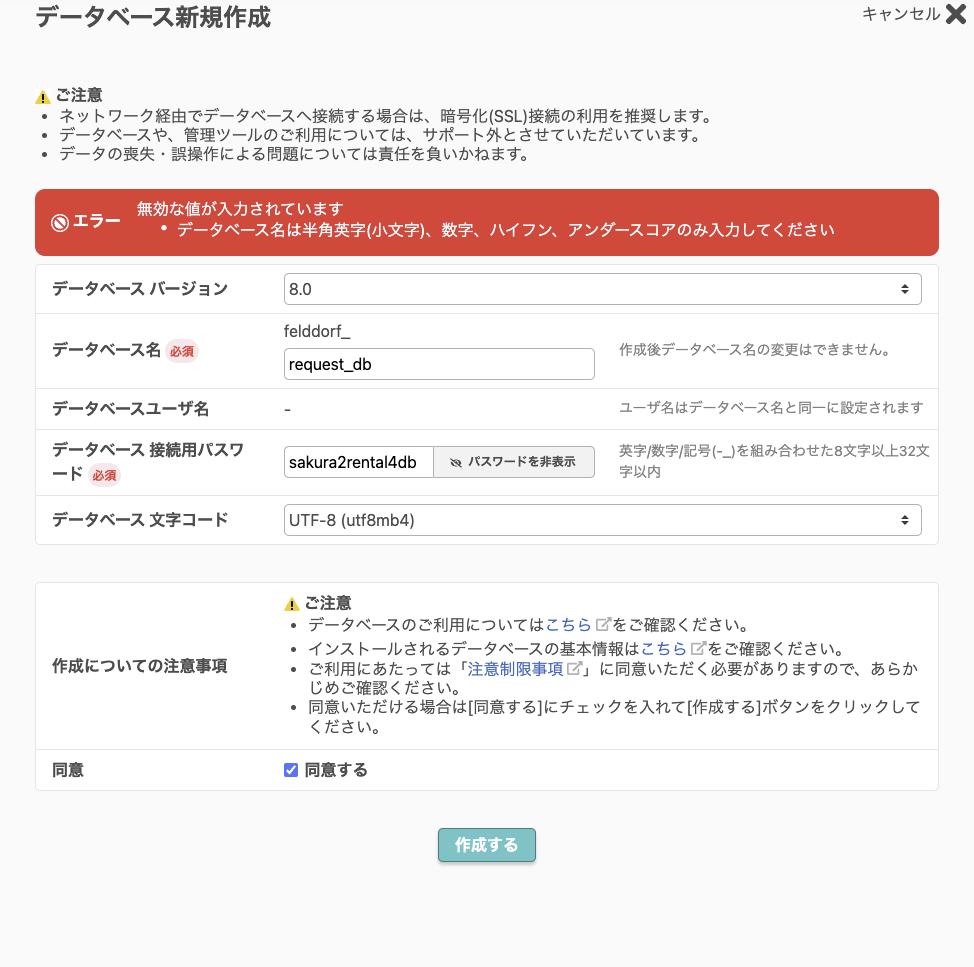 データベース新規作成
キャンセル
ご注意
ネットワーク経由でデータベースへ接続する場合は、暗号化(SSL)接続の利用を推奨します。
データベースや、管理ツールのご利用については、サポート外とさせていただいています。
データの喪失・誤操作による問題については責任を負いかねます。
エラー
無効な値が入力されています
データベース名は半角英字(小文字)、数字、ハイフン、アンダースコアのみ入力してください
データベース バージョン
8.0
データベース名 必須
felddorf_
request_db
作成後データベース名の変更はできません。
データベースユーザ名
-
ユーザ名はデータベース名と同一に設定されます
データベース 接続用パスワ
ード 必須
sakura2rental4db
パスワードを非表示
英字/数字/記号(-_)を組み合わせた8文字以上32文
字以内
データベース 文字コード
UTF-8 (utf8mb4)
作成についての注意事項
ご注意
データベースのご利用についてはこちらをご確認ください。
インストールされるデータベースの基本情報はこちらをご確認ください。
ご利用にあたっては「注意制限事項」に同意いただく必要がありますので、あらか
じめご確認ください。
同意いただける場合は[同意する]にチェックを入れて[作成する]ボタンをクリックして
ください。
同意
同意する
作成する